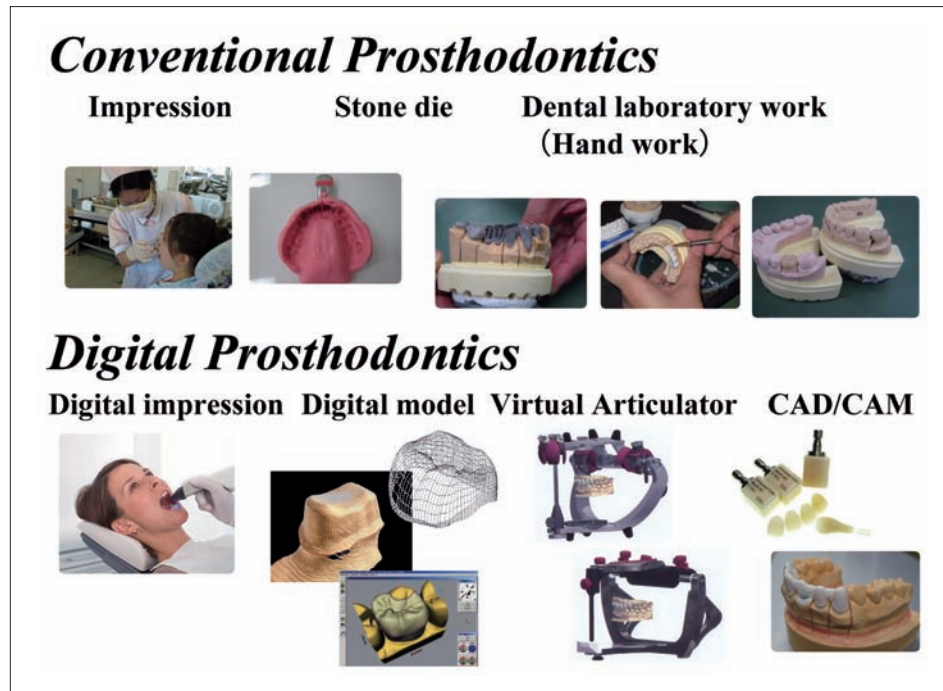 Conventional Prosthodontics
Impression
Stone die
Dental laboratory work
(Hand work)
Digital Prosthodontics
Digital impression
Digital model
Virtual Articulator
CAD/CAM